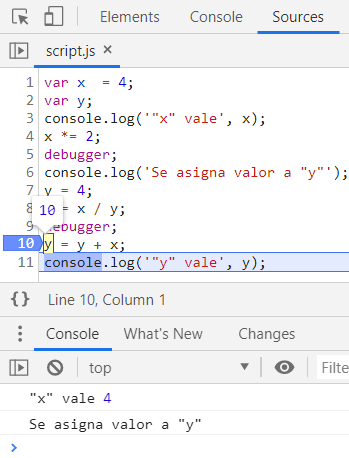 Elements Console Sources
script.js ×
1 var x  = 4;
2 var y;
3 console.log('"x" vale', x);
4 x *= 2;
5 debugger;
6 console.log('Se asigna valor a "y"');
7 y = 4;
8 = x / y;
10
9 ebugger;
10 y = y + x;
11 console.log('"y" vale', y);
{} Line 10, Column 1
Console What's New Changes
top ▼ Filte
"x" vale 4
Se asigna valor a "y"
>